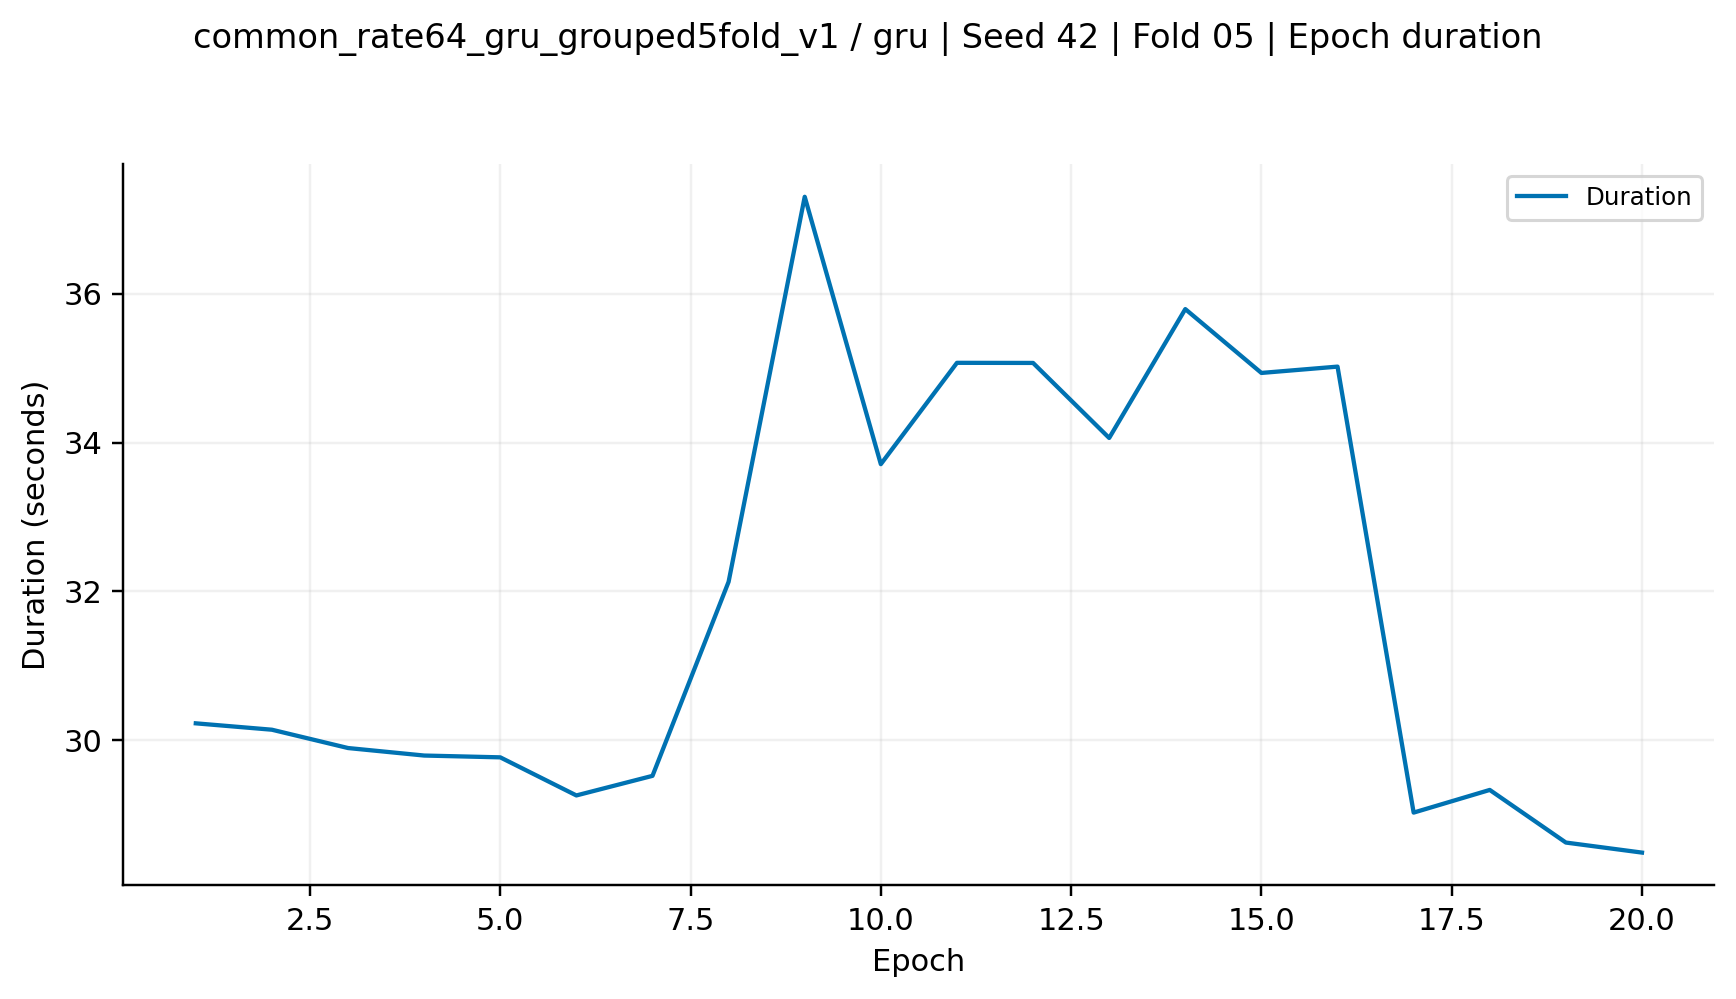 common_rate64_gru_grouped5fold_v1 / gru | Seed 42 | Fold 05 | Epoch duration
Duration
36
34
32
30
Duration (seconds)
2.5 5.0 7.5 10.0 12.5 15.0 17.5 20.0
Epoch